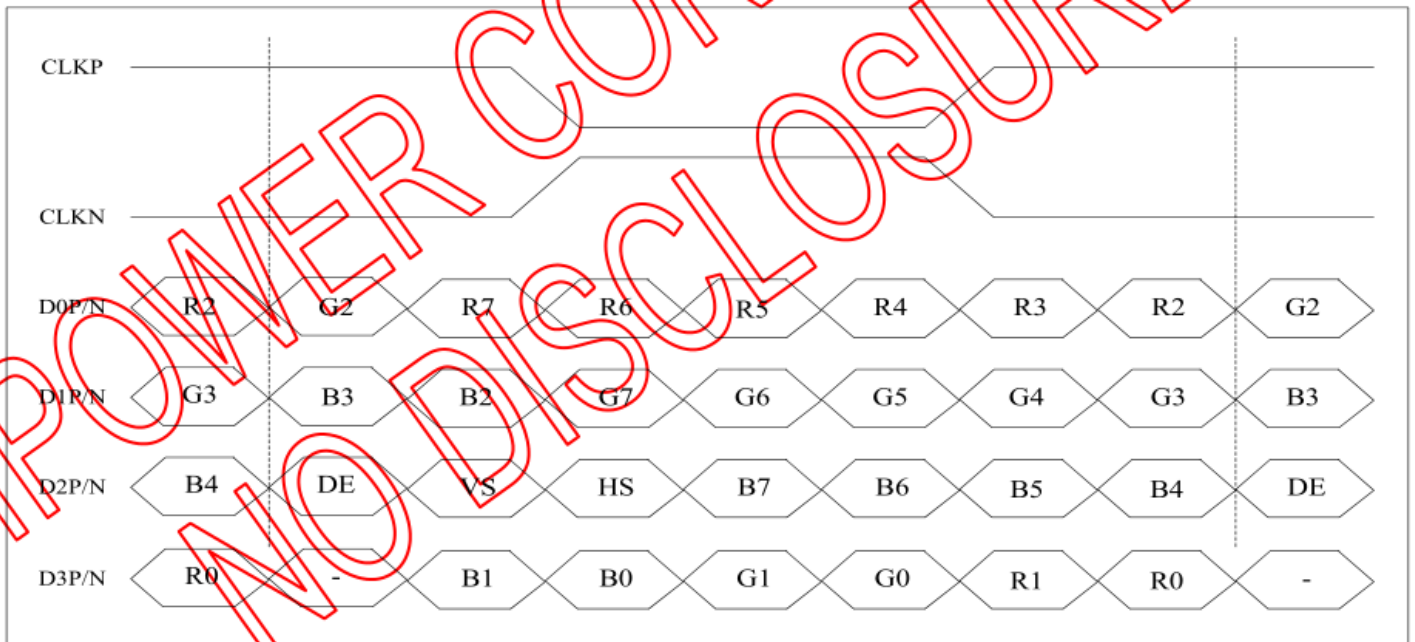 CLKP
CLKN
D0P/N R2 G2 R7 R6 R5 R4 R3 R2 G2
D1P/N G3 B3 B2 G7 G6 G5 G4 G3 B3
D2P/N B4 DE VS HS B7 B6 B5 B4 DE
D3P/N R0 - B1 B0 G1 G0 R1 R0 -
POWER CON
NO DISCLOSURE